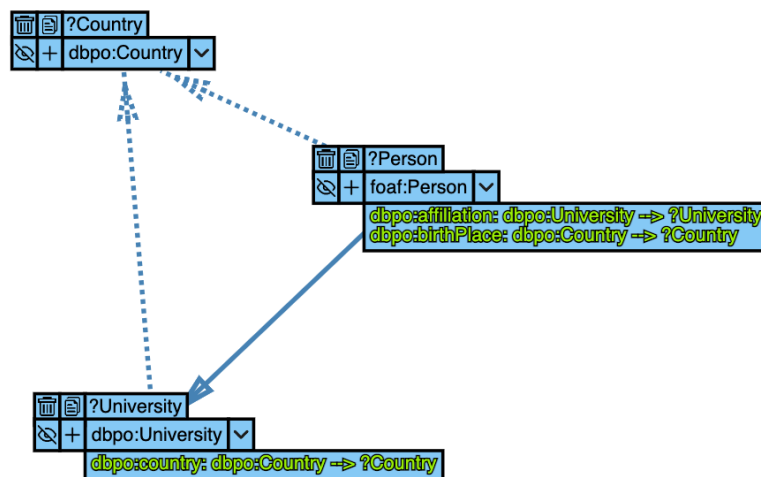 ?Country
dbpo:Country
?Person
foaf:Person
dbpo:affiliation: dbpo:University --> ?University
dbpo:birthPlace: dbpo:Country --> ?Country
?University
dbpo:University
dbpo:country: dbpo:Country --> ?Country